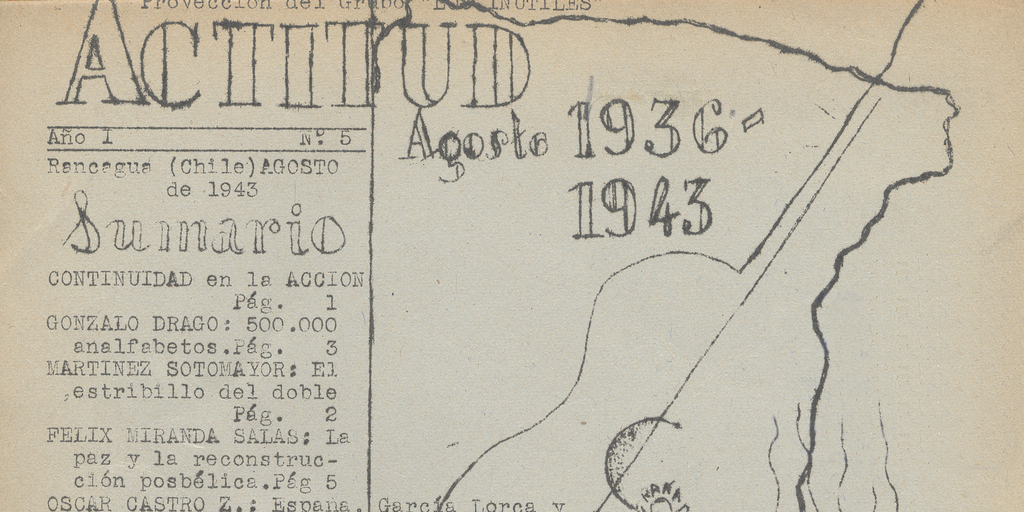 Proyección del Grupo "LOS INUTILES"
ACTITUD
Año I Nº 5
Rancagua (Chile) AGOSTO
de 1943
Agosto 1936-
1943
Sumario
CONTINUIDAD en la ACCION
Pág. 1
GONZALO DRAGO: 500.000
analfabetos.Pág. 3
MARTINEZ SOTOMAYOR: El
estribillo del doble
Pág. 2
FELIX MIRANDA SALAS: La
paz y la reconstruc-
ción posbélica.Pág 5
OSCAR CASTRO Z.: España, García Lorca y